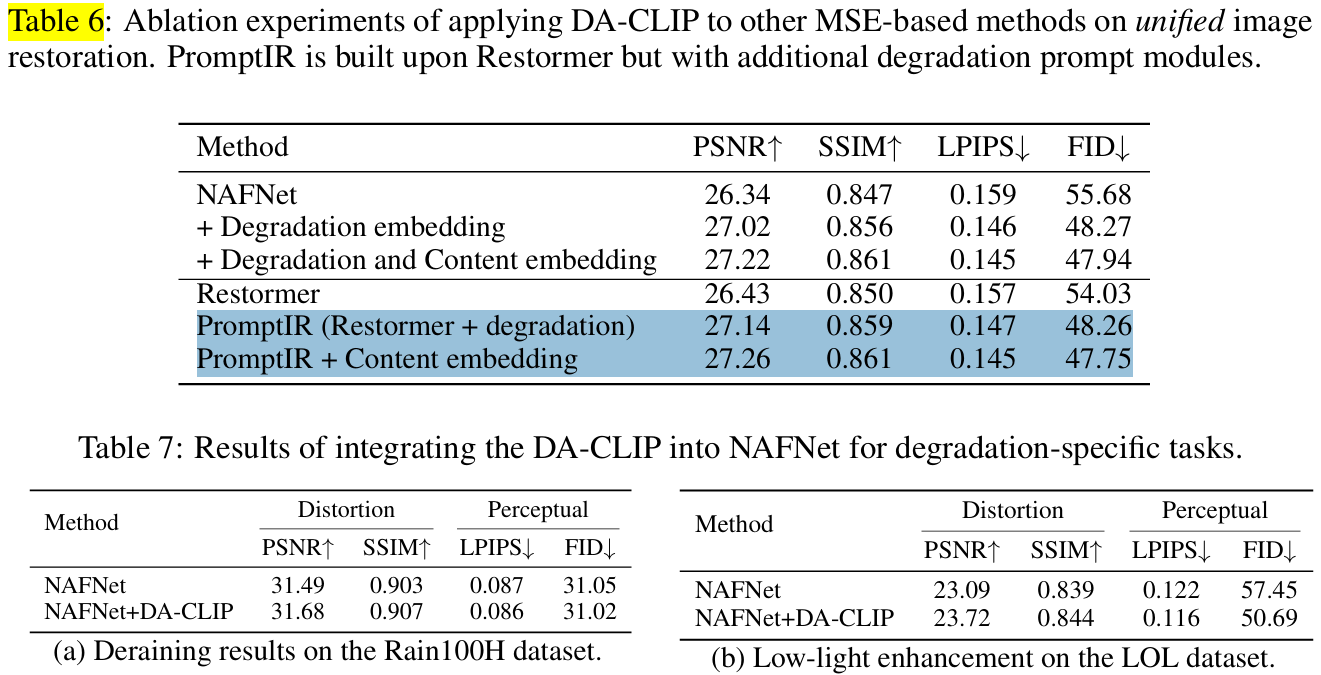 Table 6: Ablation experiments of applying DA-CLIP to other MSE-based methods on unified image
restoration. PromptIR is built upon Restormer but with additional degradation prompt modules.
Method PSNR↑ SSIM↑ LPIPS↓ FID↓
NAFNet 26.34 0.847 0.159 55.68
+ Degradation embedding 27.02 0.856 0.146 48.27
+ Degradation and Content embedding 27.22 0.861 0.145 47.94
Restormer 26.43 0.850 0.157 54.03
PromptIR (Restormer + degradation) 27.14 0.859 0.147 48.26
PromptIR + Content embedding 27.26 0.861 0.145 47.75
Table 7: Results of integrating the DA-CLIP into NAFNet for degradation-specific tasks.
Method Distortion Perceptual
PSNR↑ SSIM↑ LPIPS↓ FID↓
NAFNet 31.49 0.903 0.087 31.05
NAFNet+DA-CLIP 31.68 0.907 0.086 31.02
(a) Deraining results on the Rain100H dataset.
Method Distortion Perceptual
PSNR↑ SSIM↑ LPIPS↓ FID↓
NAFNet 23.09 0.839 0.122 57.45
NAFNet+DA-CLIP 23.72 0.844 0.116 50.69
(b) Low-light enhancement on the LOL dataset.